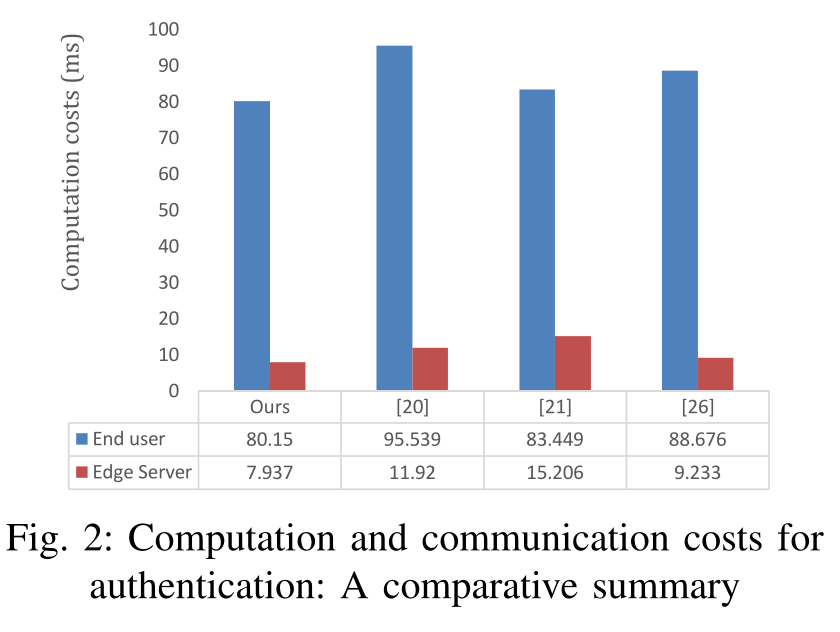 Computation costs (ms)
100
90
80
70
60
50
40
30
20
10
0
Ours [20] [21] [26]
End user 80.15 95.539 83.449 88.676
Edge Server 7.937 11.92 15.206 9.233
Fig. 2: Computation and communication costs for
authentication: A comparative summary